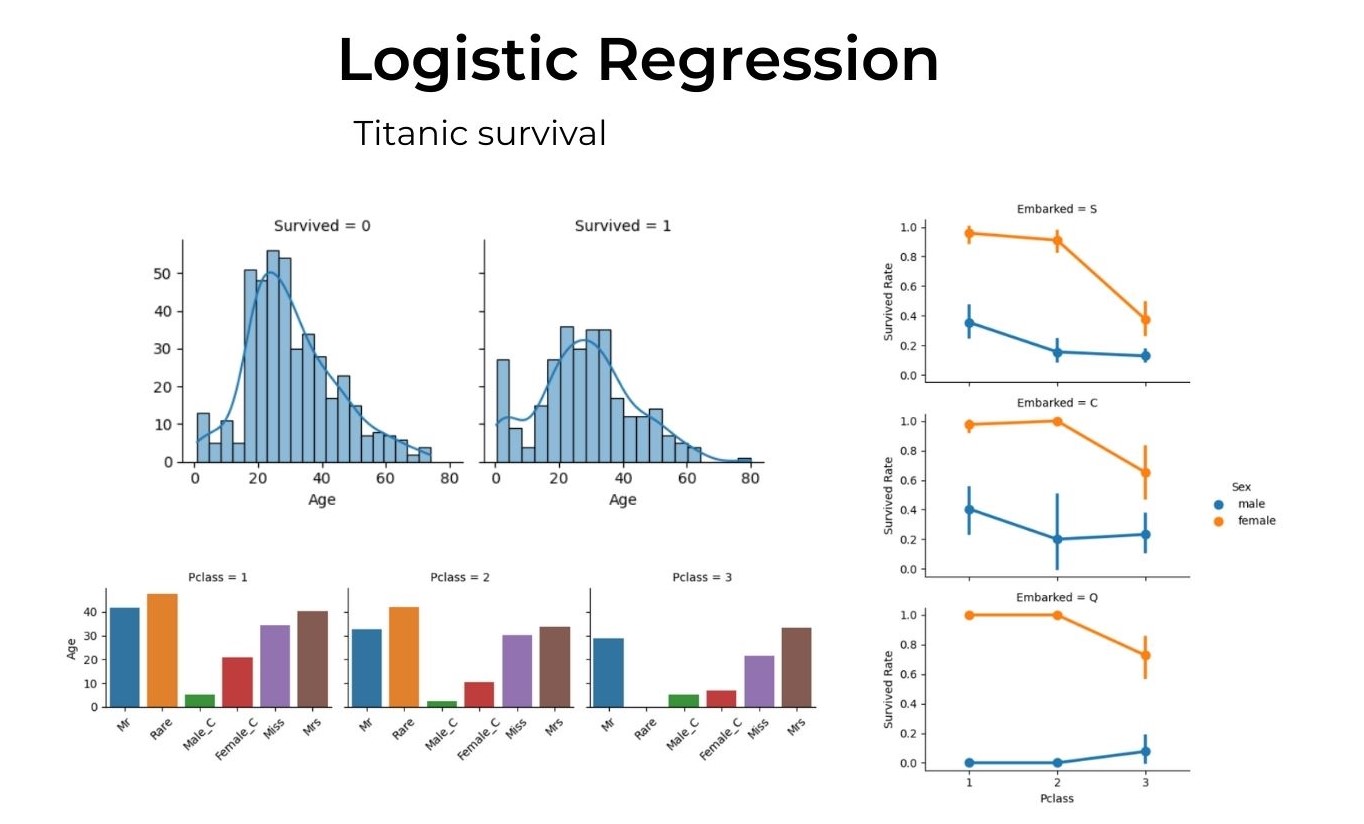 Logistic Regression
Titanic survival
Survived = 0
50
40
30
20
10
0
0 20 40 60 80
Age
Survived = 1
0 20 40 60 80
Age
Pclass = 1
Age
40
30
20
10
0
Mr Rare Male_C Female_C Miss Mrs
Pclass = 2
Mr Rare Male_C Female_C Miss Mrs
Pclass = 3
Mr Rare Male_C Female_C Miss Mrs
Embarked = S
Survived Rate
1.0
0.8
0.6
0.4
0.2
0.0
Embarked = C
Survived Rate
1.0
0.8
0.6
0.4
0.2
0.0
Embarked = Q
Survived Rate
1.0
0.8
0.6
0.4
0.2
0.0
1 2 3
Pclass
Sex
male
female